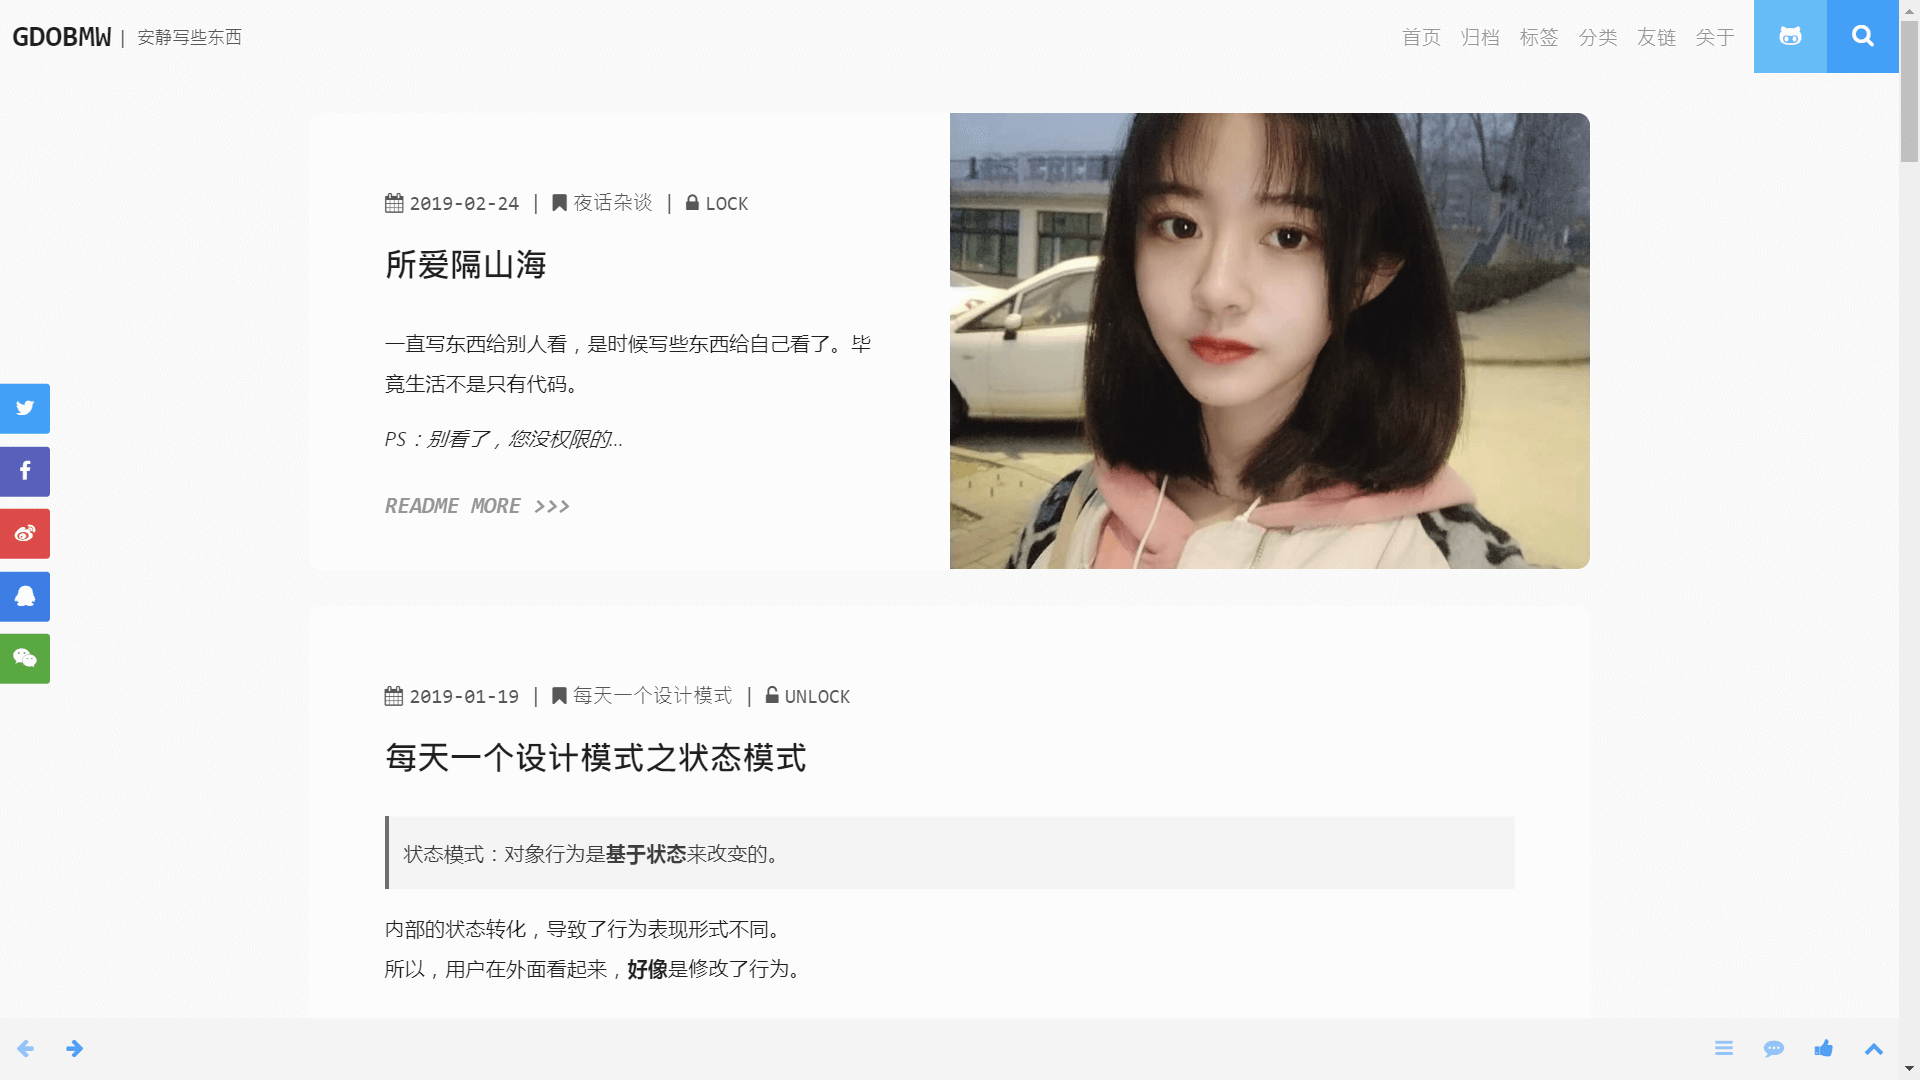 GDOBMW | 安静写些东西
首页 归档 标签 分类 友链 关于
2019-02-24 | 夜话杂谈 | LOCK
所爱隔山海
一直写东西给别人看，是时候写些东西给自己看了。毕
竟生活不是只有代码。
PS：别看了，您没权限的...
README MORE >>>
2019-01-19 | 每天一个设计模式 | UNLOCK
每天一个设计模式之状态模式
状态模式：对象行为是基于状态来改变的。
内部的状态转化，导致了行为表现形式不同。
所以，用户在外面看起来，好像是修改了行为。